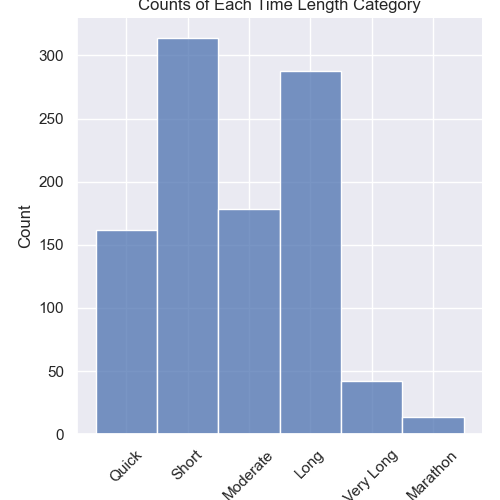 Counts of Each Time Length Category
300
250
200
150
100
50
0
Count
Quick
Short
Moderate
Long
Very Long
Marathon